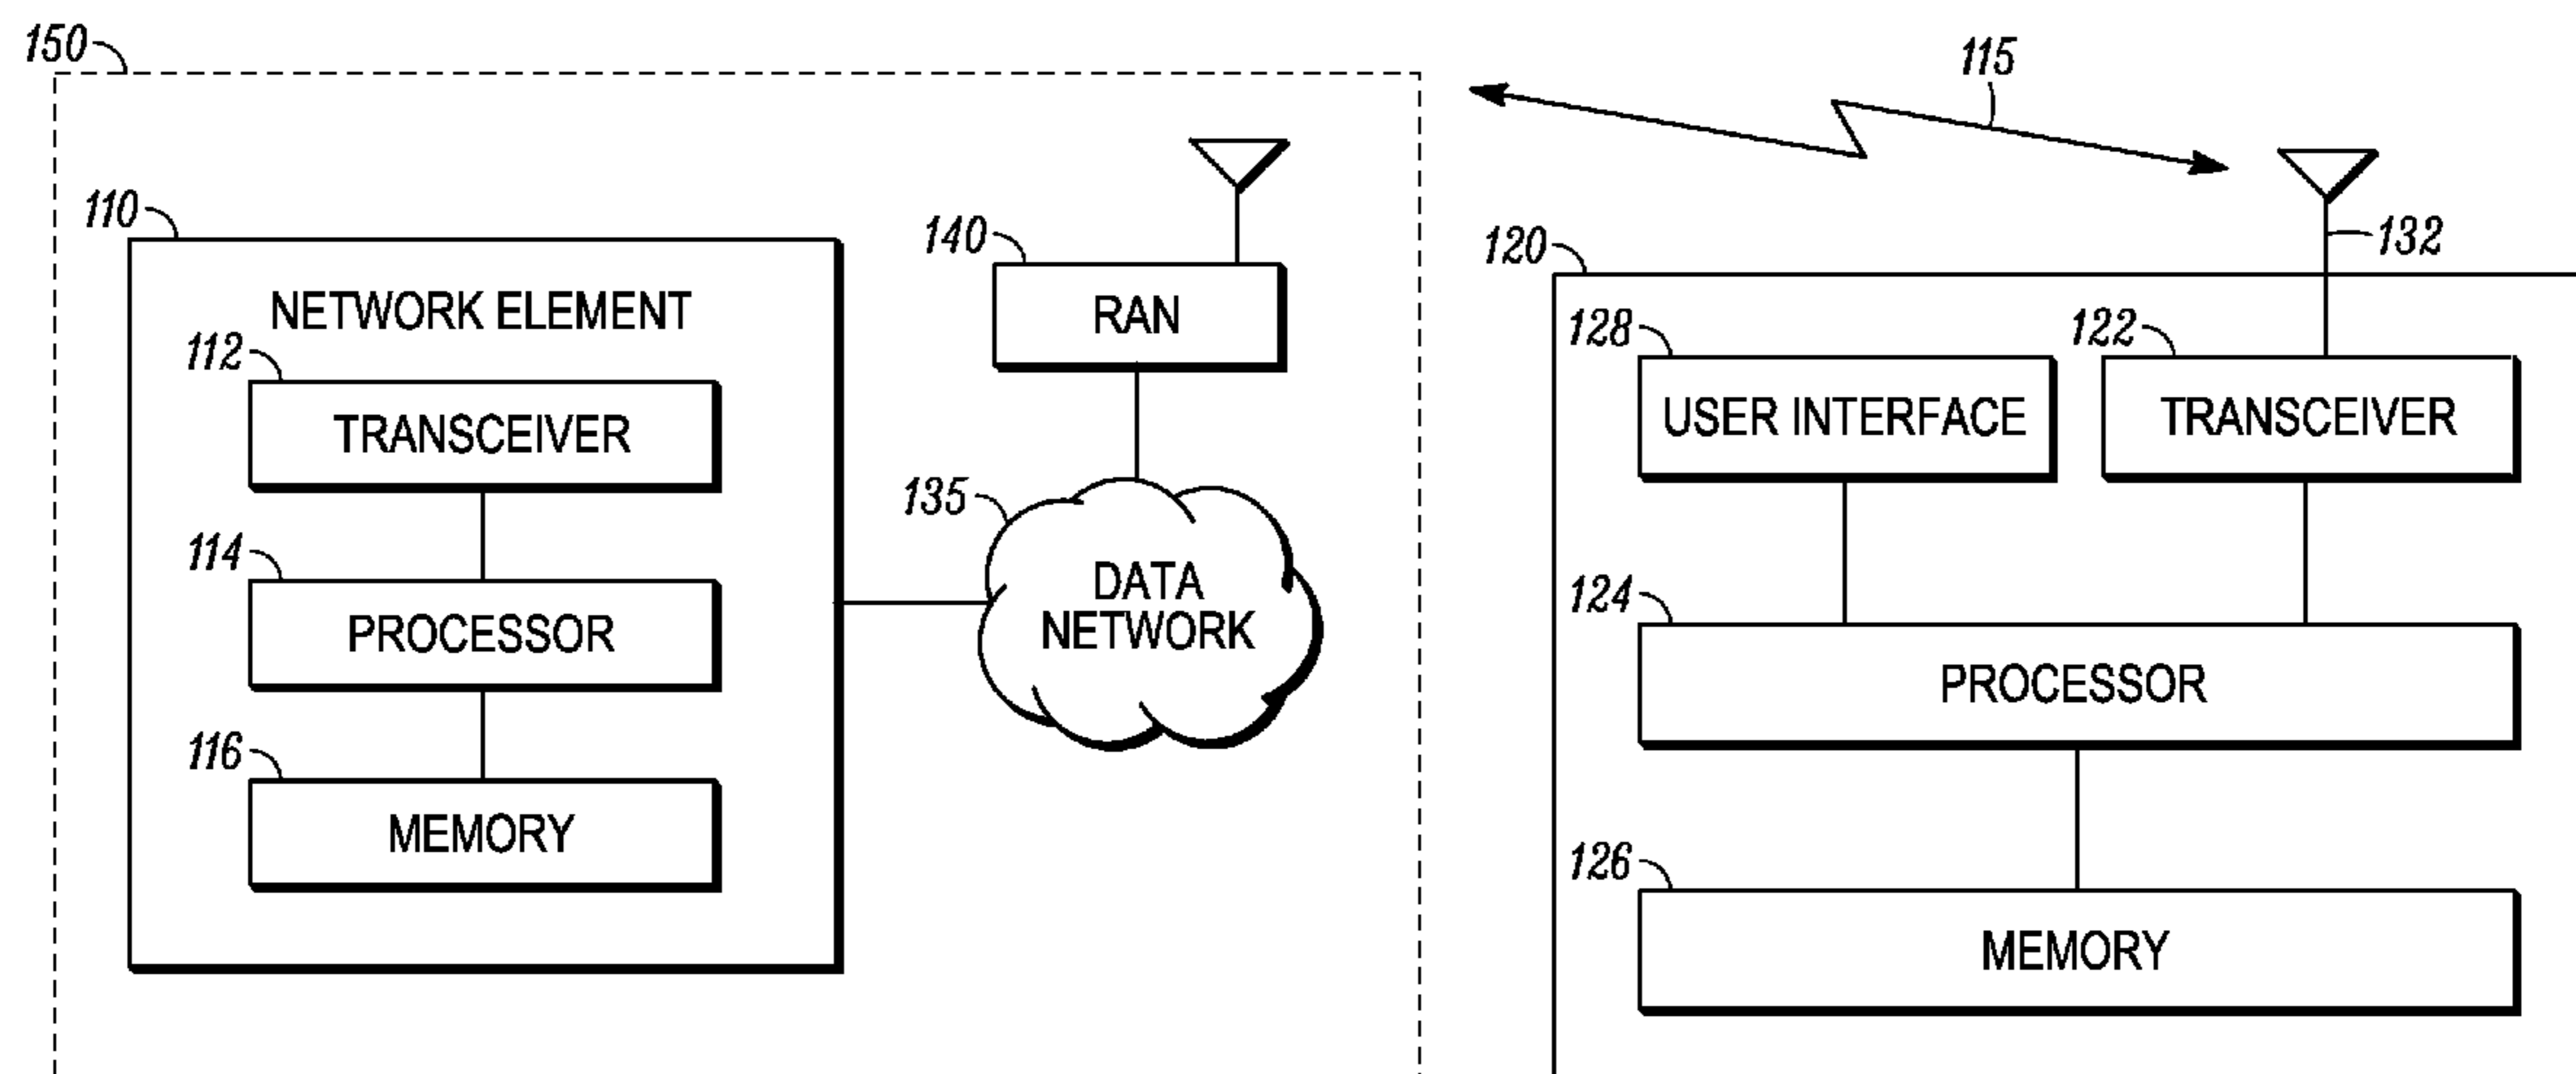 150
115
110
140
132
120
NETWORK ELEMENT
RAN
128
122
112
USER INTERFACE
TRANSCEIVER
TRANSCEIVER
135
114
DATA
NETWORK
124
PROCESSOR
PROCESSOR
116
MEMORY
126
MEMORY